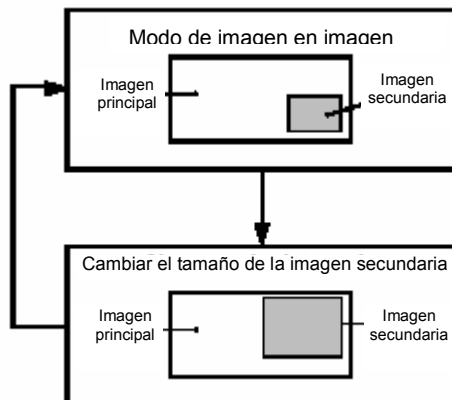 Modo de imagen en imagen
Imagen
principal
Imagen
secundaria
Cambiar el tamaño de la imagen secundaria
Imagen
principal
Imagen
secundaria